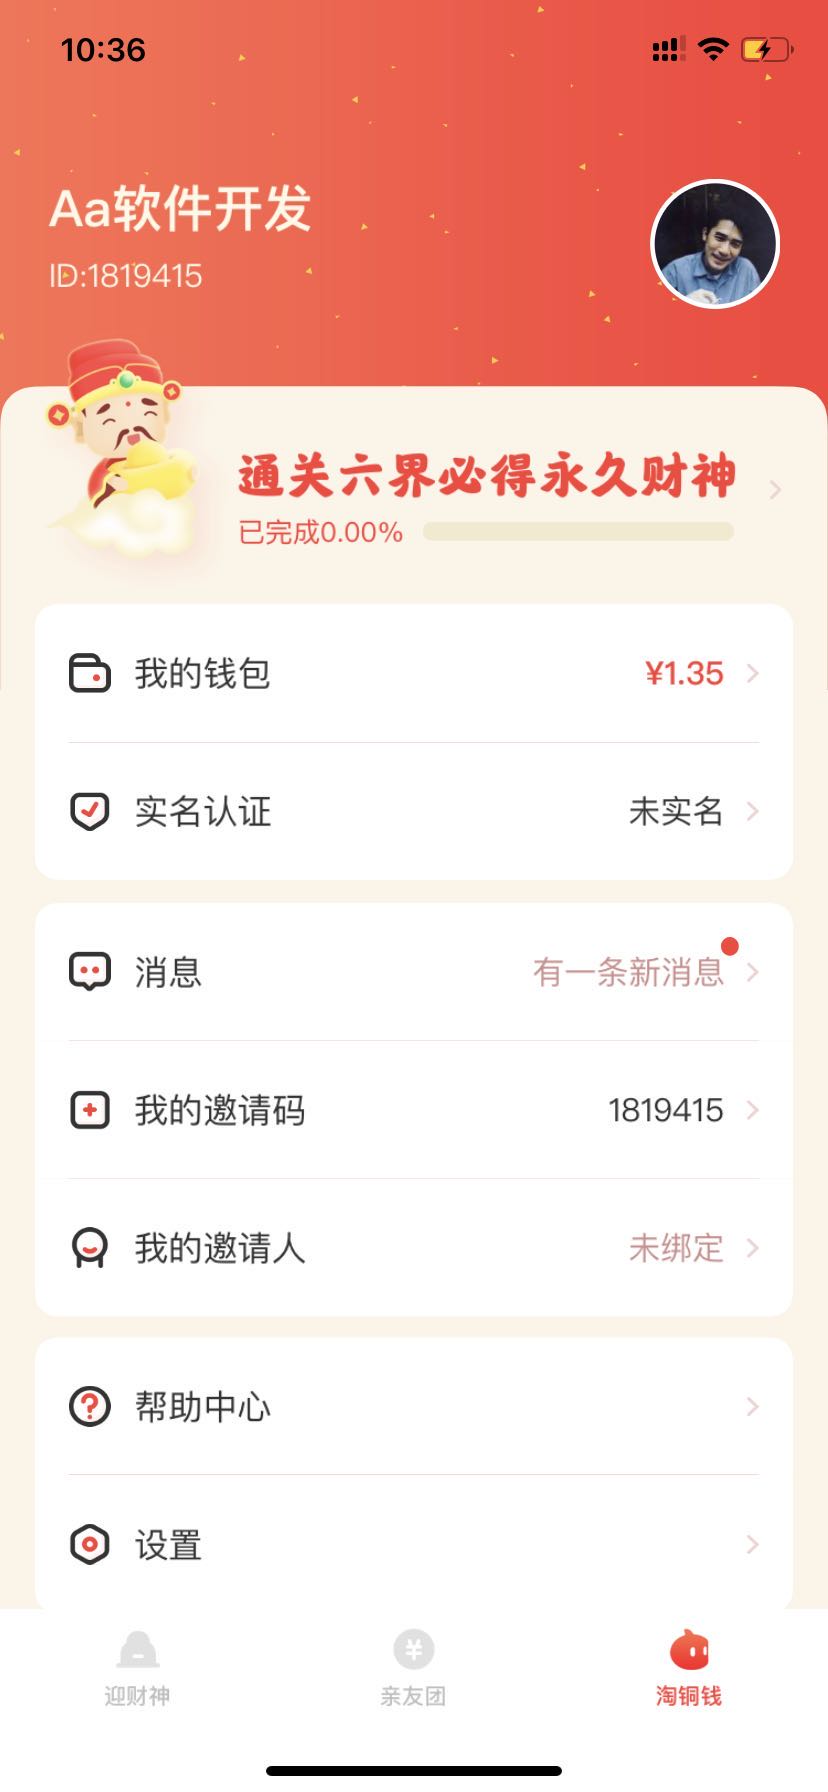 10:36
Aa软件开发
ID:1819415
通关六界必得永久财神
已完成0.00%
我的钱包 ¥1.35
实名认证 未实名
消息 有一条新消息
我的邀请码 1819415
我的邀请人 未绑定
帮助中心
设置
迎财神 亲友团 淘铜钱